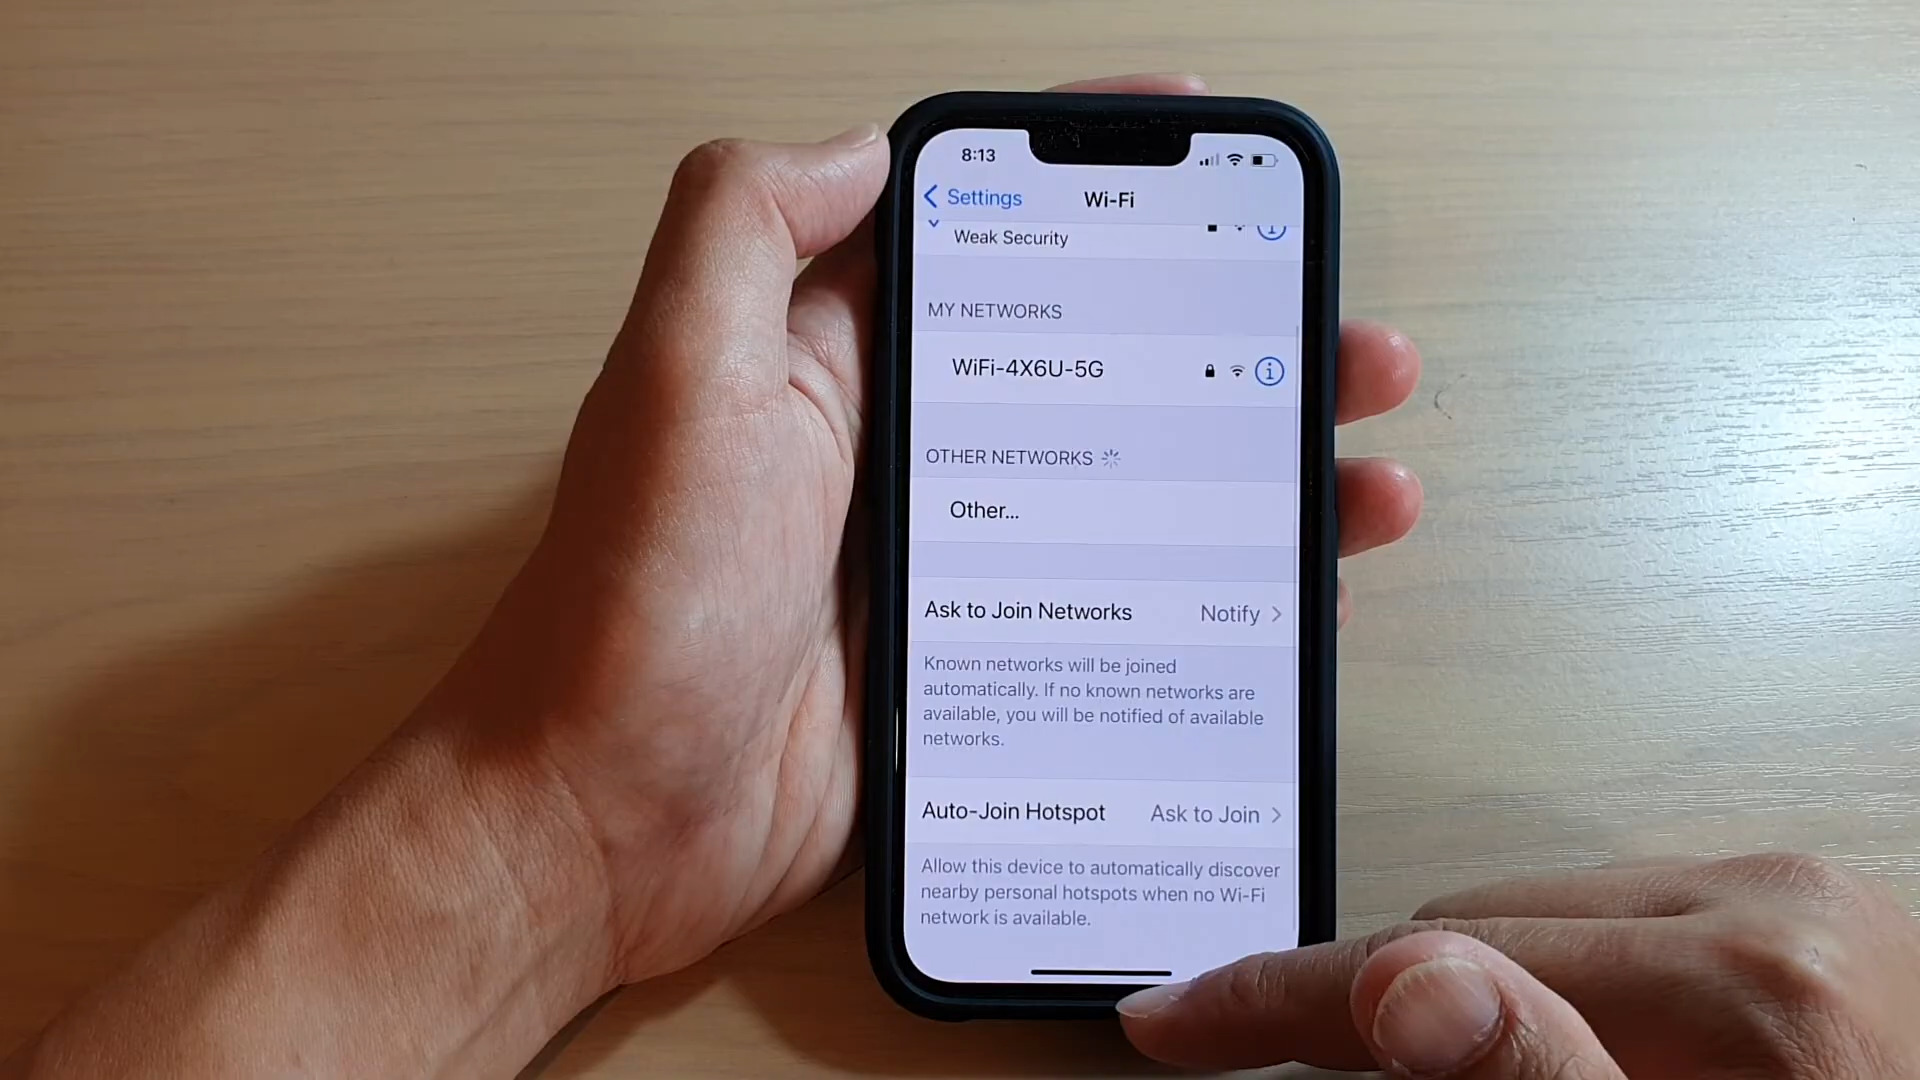 8:13
Settings
Wi-Fi
Weak Security
MY NETWORKS
WiFi-4X6U-5G
OTHER NETWORKS
Other...
Ask to Join Networks Notify
Known networks will be joined
automatically. If no known networks are
available, you will be notified of available
networks.
Auto-Join Hotspot Ask to Join
Allow this device to automatically discover
nearby personal hotspots when no Wi-Fi
network is available.